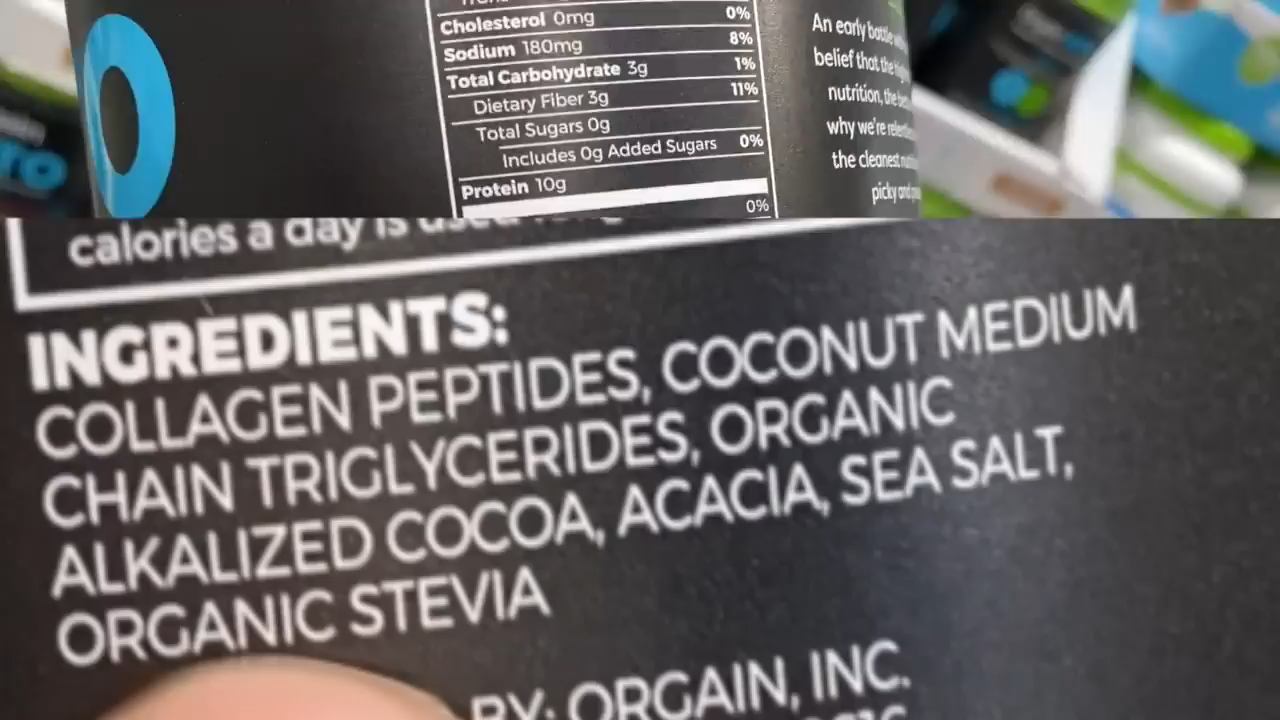 Cholesterol 0mg 0%
Sodium 180mg 8%
Total Carbohydrate 3g 1%
Dietary Fiber 3g 11%
Total Sugars 0g
Includes 0g Added Sugars 0%
Protein 10g
0%
An early battle
belief that the
nutrition, the
why we're
the cleanest
picky and
calories a day is used
INGREDIENTS:
COLLAGEN PEPTIDES, COCONUT MEDIUM
CHAIN TRIGLYCERIDES, ORGANIC
ALKALIZED COCOA, ACACIA, SEA SALT,
ORGANIC STEVIA
BY: ORGAIN, INC.